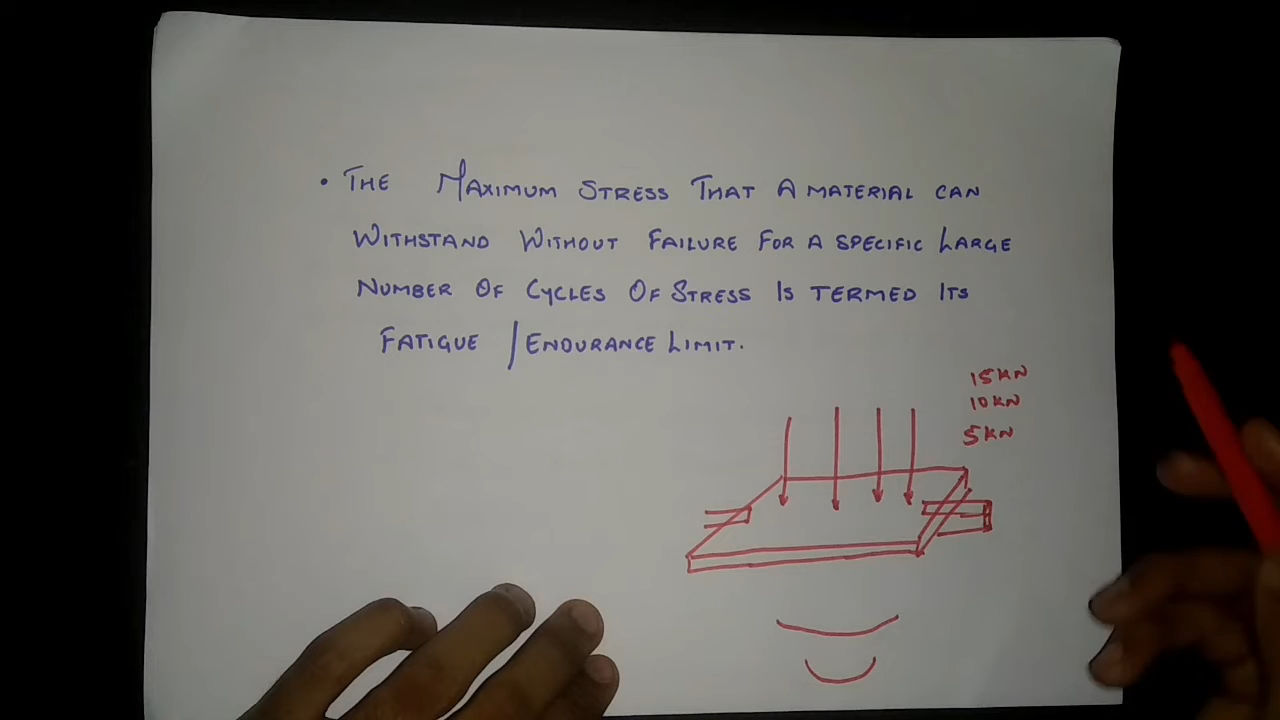 • THE MAXIMUM STRESS THAT A MATERIAL CAN
WITHSTAND WITHOUT FAILURE FOR A SPECIFIC LARGE
NUMBER OF CYCLES OF STRESS IS TERMED ITS
FATIGUE / ENDURANCE LIMIT.
15KN
10KN
5KN